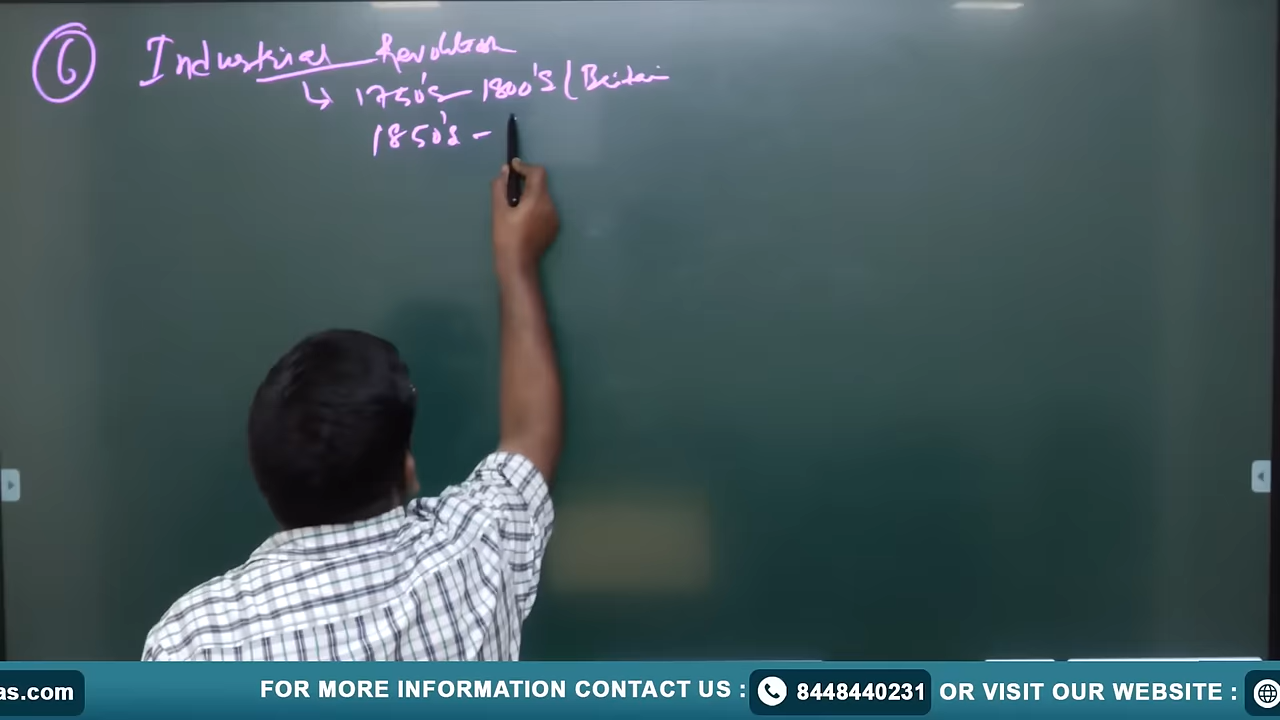 6 Industrial Revolution
↳ 1750's - 1800's (Britain
1850's -
as.com FOR MORE INFORMATION CONTACT US : 8448440231 OR VISIT OUR WEBSITE :